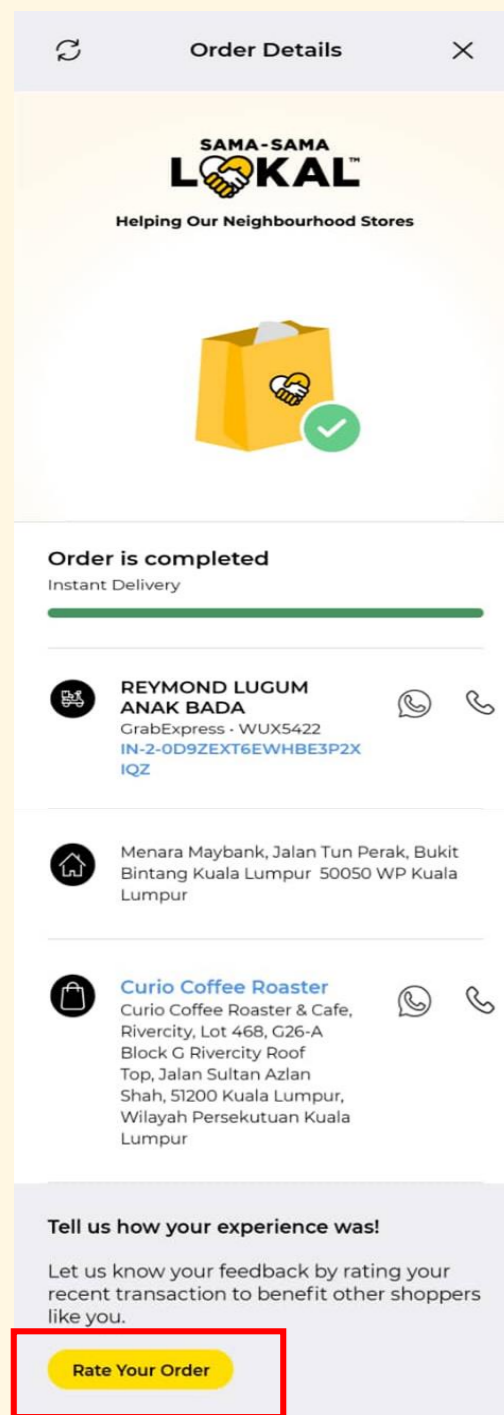 Order Details
SAMA-SAMA
LOKAL™
Helping Our Neighbourhood Stores
Order is completed
Instant Delivery
REYMOND LUGUM
ANAK BADA
GrabExpress · WUX5422
IN-2-0D9ZEXT6EWHBE3P2X
IQZ
Menara Maybank, Jalan Tun Perak, Bukit
Bintang Kuala Lumpur 50050 WP Kuala
Lumpur
Curio Coffee Roaster
Curio Coffee Roaster & Cafe,
Rivercity, Lot 468, G26-A
Block G Rivercity Roof
Top, Jalan Sultan Azlan
Shah, 51200 Kuala Lumpur,
Wilayah Persekutuan Kuala
Lumpur
Tell us how your experience was!
Let us know your feedback by rating your
recent transaction to benefit other shoppers
like you.
Rate Your Order